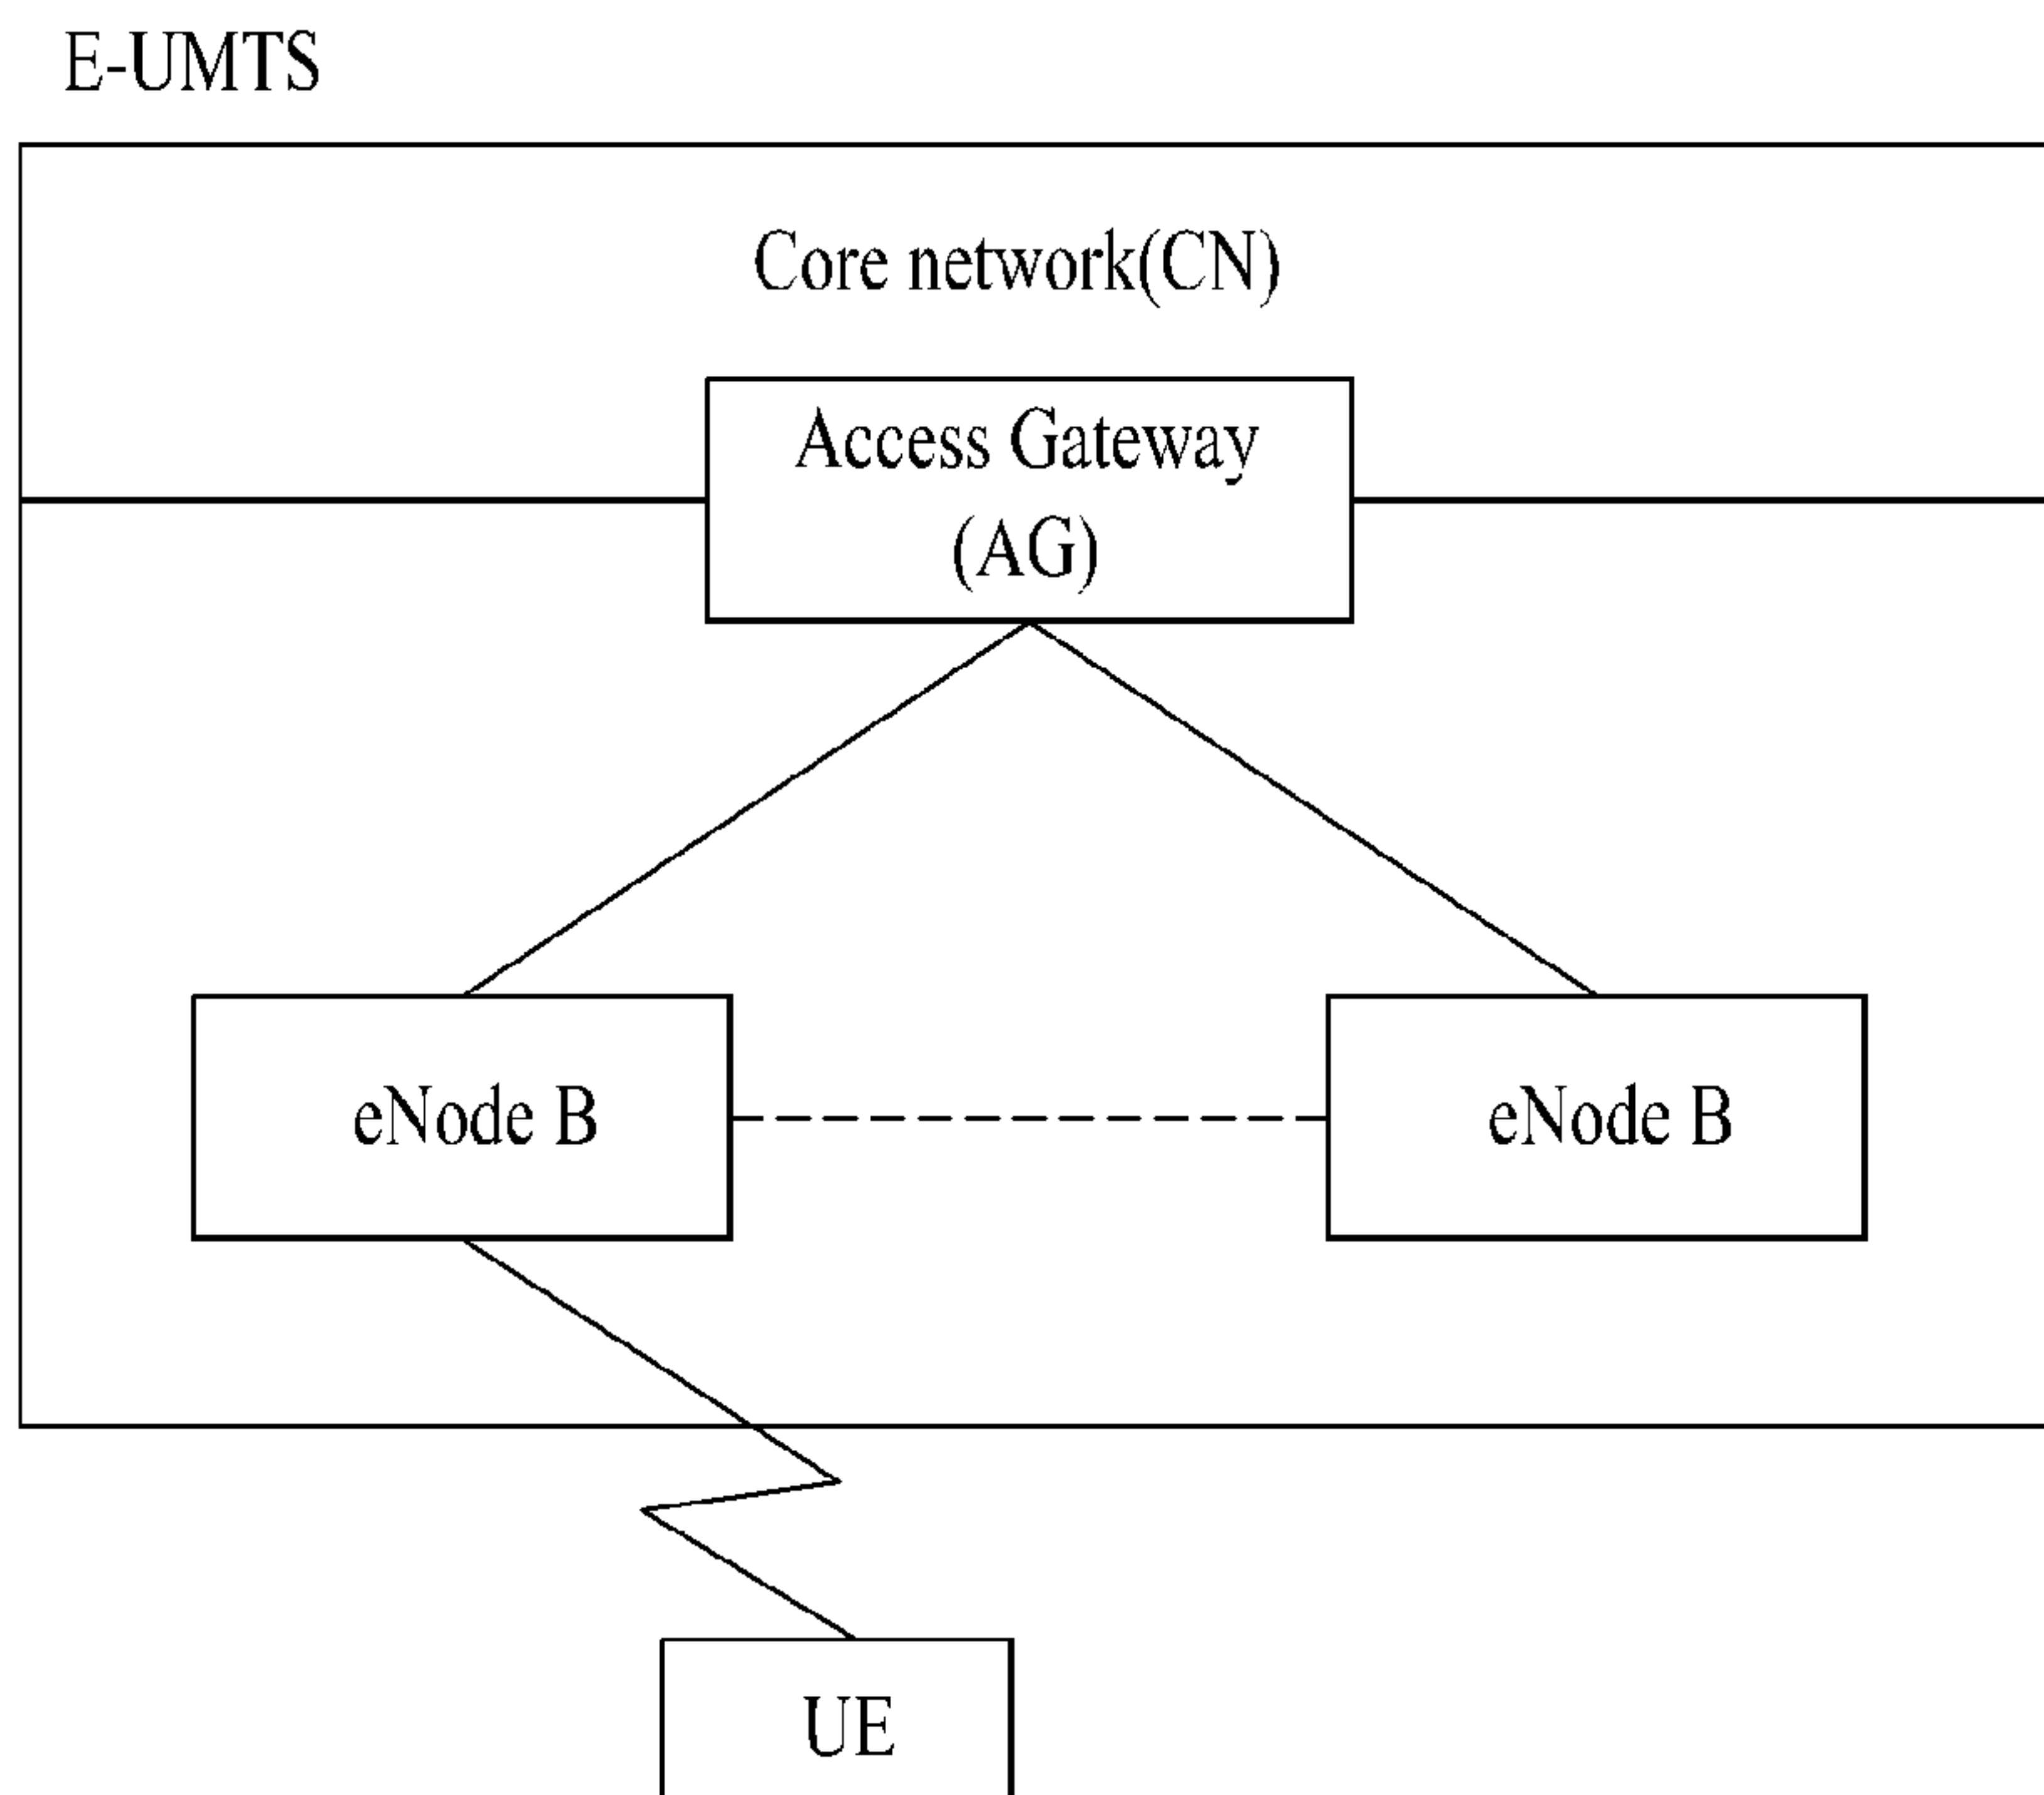 E-UMTS
Core network(CN)
Access Gateway
(AG)
eNode B
eNode B
UE